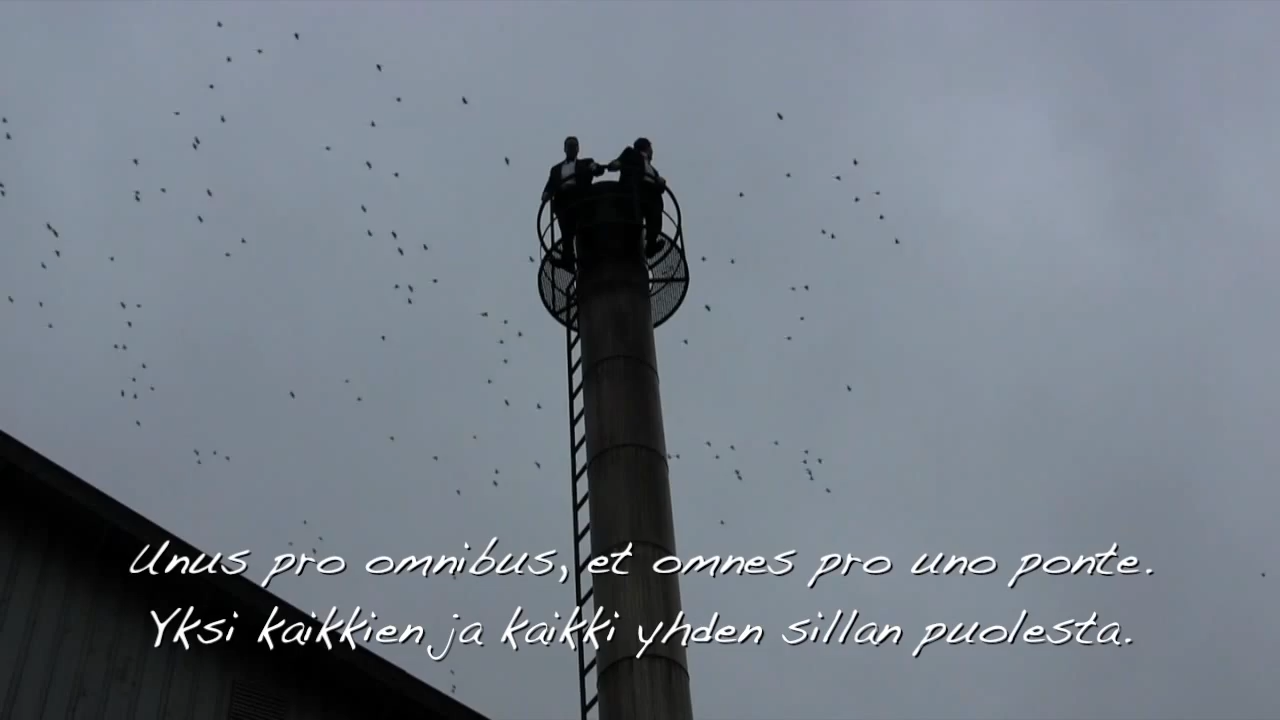 Unus pro omnibus, et omnes pro uno ponte.
Yksi kaikkien ja kaikki yhden sillan puolesta.